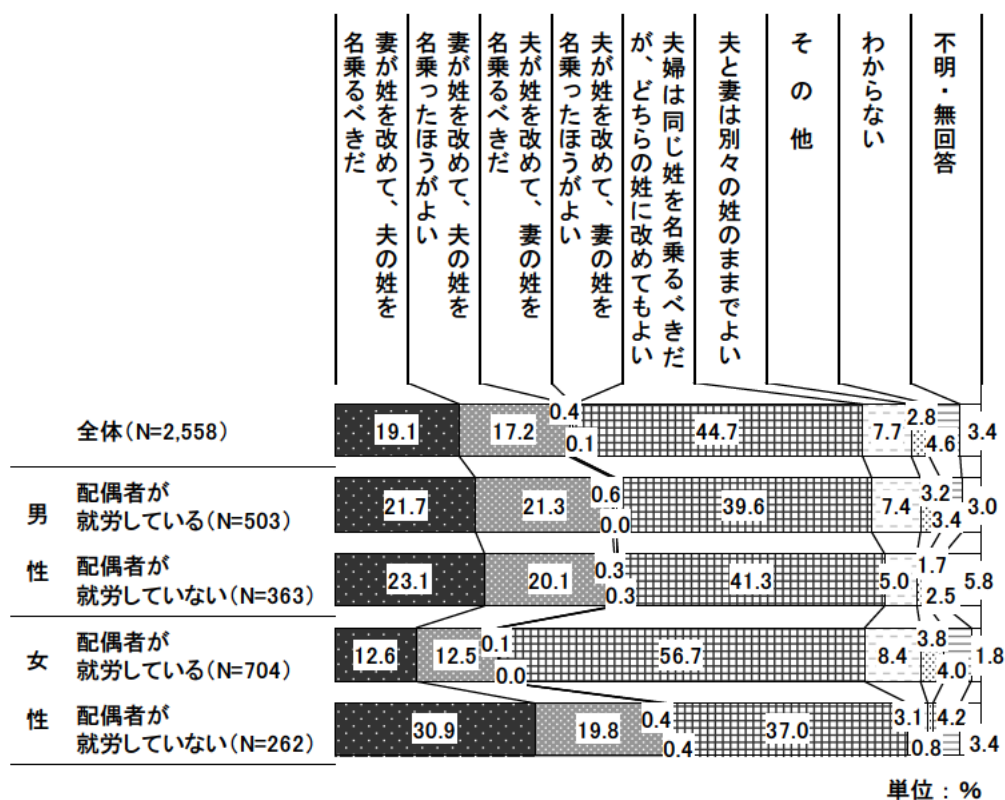 妻が姓を改めて、夫の姓を
名乗るべきだ
妻が姓を改めて、夫の姓を
名乗ったほうがよい
夫が姓を改めて、妻の姓を
名乗るべきだ
夫が姓を改めて、妻の姓を
名乗ったほうがよい
夫婦は同じ姓を名乗るべきだ
が、どちらの姓に改めてもよい
夫と妻は別々の姓のままでよい
その他
わからない
不明・無回答
全体(N=2,558)
19.1
17.2
0.4
0.1
44.7
7.7
2.8
4.6
3.4
男性
配偶者が
就労している(N=503)
21.7
21.3
0.6
0.0
39.6
7.4
3.2
3.4
3.0
配偶者が
就労していない(N=363)
23.1
20.1
0.3
0.3
41.3
5.0
1.7
2.5
5.8
女性
配偶者が
就労している(N=704)
12.6
12.5
0.1
0.0
56.7
8.4
3.8
4.0
1.8
配偶者が
就労していない(N=262)
30.9
19.8
0.4
0.4
37.0
3.1
0.8
4.2
3.4
単位:%